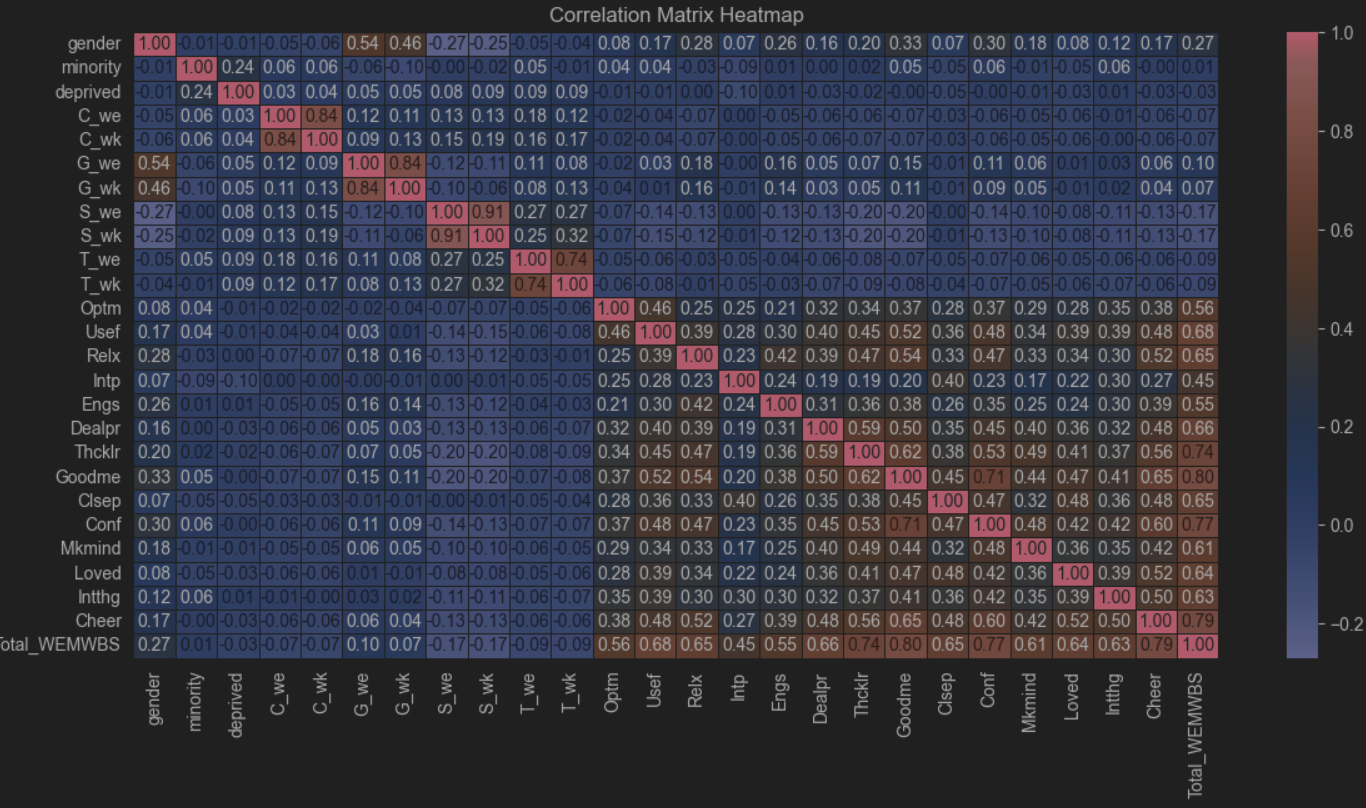 Correlation Matrix Heatmap
gender 1.00 -0.01 -0.01 -0.05 -0.06 0.54 0.46 -0.27 -0.25 -0.05 -0.04 0.08 0.17 0.28 0.07 0.26 0.16 0.20 0.33 0.07 0.30 0.18 0.08 0.12 0.17 0.27
minority -0.01 1.00 0.24 0.06 0.06 -0.06 -0.10 -0.00 -0.02 0.05 -0.01 0.04 0.04 -0.03 -0.09 0.01 0.00 0.02 0.05 -0.05 0.06 -0.01 -0.05 0.06 -0.00 0.01
deprived -0.01 0.24 1.00 0.03 0.04 0.05 0.05 0.08 0.09 0.09 0.09 -0.01 -0.01 0.00 -0.10 0.01 -0.03 -0.02 -0.00 -0.05 -0.00 -0.01 -0.03 0.01 -0.03 -0.03
C_we -0.05 0.06 0.03 1.00 0.84 0.12 0.11 0.13 0.13 0.18 0.12 -0.02 -0.04 -0.07 0.00 -0.05 -0.06 -0.06 -0.07 -0.03 -0.06 -0.05 -0.06 -0.01 -0.06 -0.07
C_wk -0.06 0.06 0.04 0.84 1.00 0.09 0.13 0.15 0.19 0.16 0.17 -0.02 -0.04 -0.07 -0.00 -0.05 -0.06 -0.07 -0.07 -0.03 -0.06 -0.05 -0.06 -0.00 -0.06 -0.07
G_we 0.54 -0.06 0.05 0.12 0.09 1.00 0.84 -0.12 -0.11 0.11 0.08 -0.02 0.03 0.18 -0.00 0.16 0.05 0.07 0.15 -0.01 0.11 0.06 0.01 0.03 0.06 0.10
G_wk 0.46 -0.10 0.05 0.11 0.13 0.84 1.00 -0.10 -0.06 0.08 0.13 -0.04 0.01 0.16 -0.01 0.14 0.03 0.05 0.11 -0.01 0.09 0.05 -0.01 0.02 0.04 0.07
S_we -0.27 -0.00 0.08 0.13 0.15 -0.12 -0.10 1.00 0.91 0.27 0.27 -0.07 -0.14 -0.13 0.00 -0.13 -0.13 -0.20 -0.20 -0.00 -0.14 -0.10 -0.08 -0.11 -0.13 -0.17
S_wk -0.25 -0.02 0.09 0.13 0.19 -0.11 -0.06 0.91 1.00 0.25 0.32 -0.07 -0.15 -0.12 -0.01 -0.12 -0.13 -0.20 -0.20 -0.01 -0.13 -0.10 -0.08 -0.11 -0.13 -0.17
T_we -0.05 0.05 0.09 0.18 0.16 0.11 0.08 0.27 0.25 1.00 0.74 -0.05 -0.06 -0.03 -0.05 -0.04 -0.06 -0.08 -0.07 -0.05 -0.07 -0.06 -0.05 -0.06 -0.06 -0.09
T_wk -0.04 -0.01 0.09 0.12 0.17 0.08 0.13 0.27 0.32 0.74 1.00 -0.06 -0.08 -0.01 -0.05 -0.03 -0.07 -0.09 -0.08 -0.04 -0.07 -0.05 -0.06 -0.07 -0.06 -0.09
Optm 0.08 0.04 -0.01 -0.02 -0.02 -0.02 -0.04 -0.07 -0.07 -0.05 -0.06 1.00 0.46 0.25 0.25 0.21 0.32 0.34 0.37 0.28 0.37 0.29 0.28 0.35 0.38 0.56
Usef 0.17 0.04 -0.01 -0.04 -0.04 0.03 0.01 -0.14 -0.15 -0.06 -0.08 0.46 1.00 0.39 0.28 0.30 0.40 0.45 0.52 0.36 0.48 0.34 0.39 0.39 0.48 0.68
Relx 0.28 -0.03 0.00 -0.07 -0.07 0.18 0.16 -0.13 -0.12 -0.03 -0.01 0.25 0.39 1.00 0.23 0.42 0.39 0.47 0.54 0.33 0.47 0.33 0.34 0.30 0.52 0.65
Intp 0.07 -0.09 -0.10 0.00 -0.00 -0.00 -0.01 0.00 -0.01 -0.05 -0.05 0.25 0.28 0.23 1.00 0.24 0.19 0.19 0.20 0.40 0.23 0.17 0.22 0.30 0.27 0.45
Engs 0.26 0.01 0.01 -0.05 -0.05 0.16 0.14 -0.13 -0.12 -0.04 -0.03 0.21 0.30 0.42 0.24 1.00 0.31 0.36 0.38 0.26 0.35 0.25 0.24 0.30 0.39 0.55
Dealpr 0.16 0.00 -0.03 -0.06 -0.06 0.05 0.03 -0.13 -0.13 -0.06 -0.07 0.32 0.40 0.39 0.19 0.31 1.00 0.59 0.50 0.35 0.45 0.40 0.36 0.32 0.48 0.66
Thcklr 0.20 0.02 -0.02 -0.06 -0.07 0.07 0.05 -0.20 -0.20 -0.08 -0.09 0.34 0.45 0.47 0.19 0.36 0.59 1.00 0.62 0.38 0.53 0.49 0.41 0.37 0.56 0.74
Goodme 0.33 0.05 -0.00 -0.07 -0.07 0.15 0.11 -0.20 -0.20 -0.07 -0.08 0.37 0.52 0.54 0.20 0.38 0.50 0.62 1.00 0.45 0.71 0.44 0.47 0.41 0.65 0.80
Clsep 0.07 -0.05 -0.05 -0.03 -0.03 -0.01 -0.01 -0.00 -0.01 -0.05 -0.04 0.28 0.36 0.33 0.40 0.26 0.35 0.38 0.45 1.00 0.47 0.32 0.48 0.36 0.48 0.65
Conf 0.30 0.06 -0.00 -0.06 -0.06 0.11 0.09 -0.14 -0.13 -0.07 -0.07 0.37 0.48 0.47 0.23 0.35 0.45 0.53 0.71 0.47 1.00 0.48 0.42 0.42 0.60 0.77
Mkmind 0.18 -0.01 -0.01 -0.05 -0.05 0.06 0.05 -0.10 -0.10 -0.06 -0.05 0.29 0.34 0.33 0.17 0.25 0.40 0.49 0.44 0.32 0.48 1.00 0.36 0.35 0.42 0.61
Loved 0.08 -0.05 -0.03 -0.06 -0.06 0.01 -0.01 -0.08 -0.08 -0.05 -0.06 0.28 0.39 0.34 0.22 0.24 0.36 0.41 0.47 0.48 0.42 0.36 1.00 0.39 0.52 0.64
Intthg 0.12 0.06 0.01 -0.01 -0.00 0.03 0.02 -0.11 -0.11 -0.06 -0.07 0.35 0.39 0.30 0.30 0.30 0.32 0.37 0.41 0.36 0.42 0.35 0.39 1.00 0.50 0.63
Cheer 0.17 -0.00 -0.03 -0.06 -0.06 0.06 0.04 -0.13 -0.13 -0.06 -0.06 0.38 0.48 0.52 0.27 0.39 0.48 0.56 0.65 0.48 0.60 0.42 0.52 0.50 1.00 0.79
Total_WEMWBS 0.27 0.01 -0.03 -0.07 -0.07 0.10 0.07 -0.17 -0.17 -0.09 -0.09 0.56 0.68 0.65 0.45 0.55 0.66 0.74 0.80 0.65 0.77 0.61 0.64 0.63 0.79 1.00
gender minority deprived C_we C_wk G_we G_wk S_we S_wk T_we T_wk Optm Usef Relx Intp Engs Dealpr Thcklr Goodme Clsep Conf Mkmind Loved Intthg Cheer Total_WEMWBS
1.0
0.8
0.6
0.4
0.2
0.0
−0.2